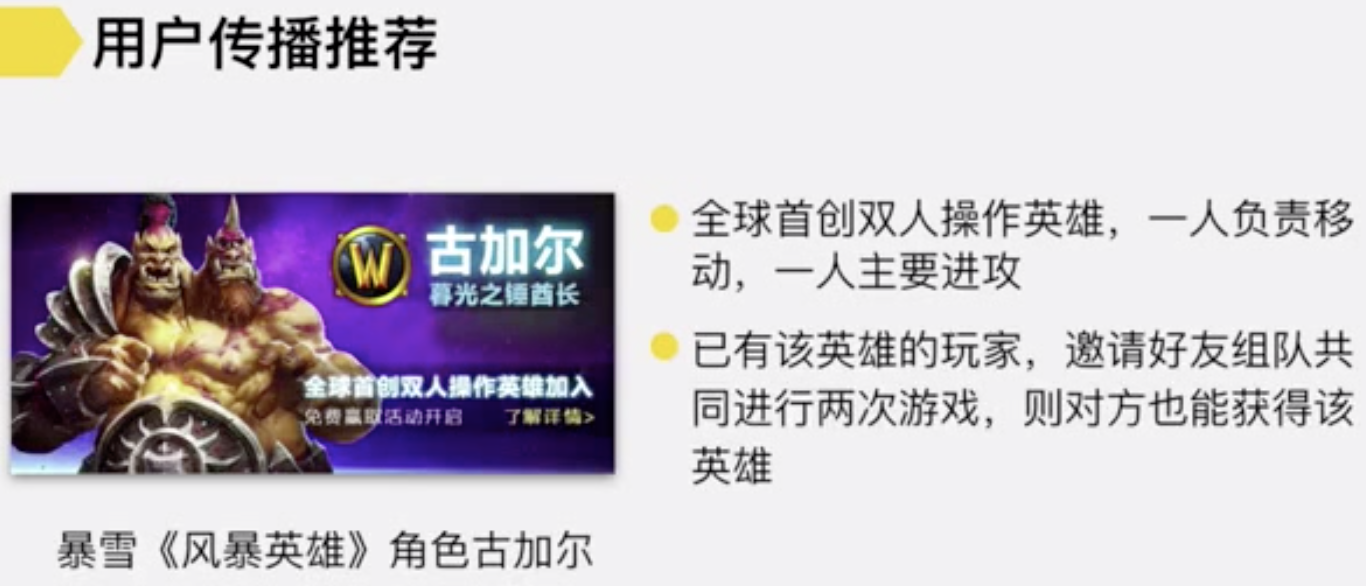 用户传播推荐
W
古加尔
暮光之锤酋长
全球首创双人操作英雄加入
免费赢取活动开启 了解详情>
全球首创双人操作英雄，一人负责移
动，一人主要进攻
已有该英雄的玩家，邀请好友组队共
同进行两次游戏，则对方也能获得该
英雄
暴雪《风暴英雄》角色古加尔